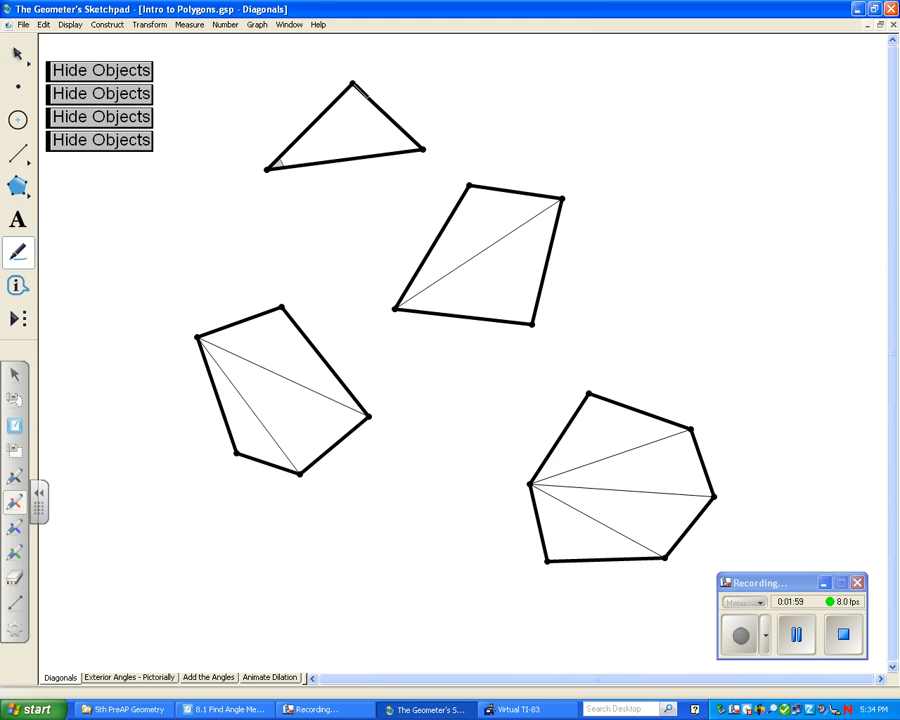 The Geometer's Sketchpad - [Intro to Polygons.gsp - Diagonals]
File Edit Display Construct Transform Measure Number Graph Window Help
Hide Objects
Hide Objects
Hide Objects
Hide Objects
A
Recording...
Menu
0:01:59 8.0 fps
Diagonals Exterior Angles - Pictorially Add the Angles Animate Dilation
start 5th PreAP Geometry 8.1 Find Angle Me... Recording... The Geometer's S... Virtual TI-83 Search Desktop 5:34 PM